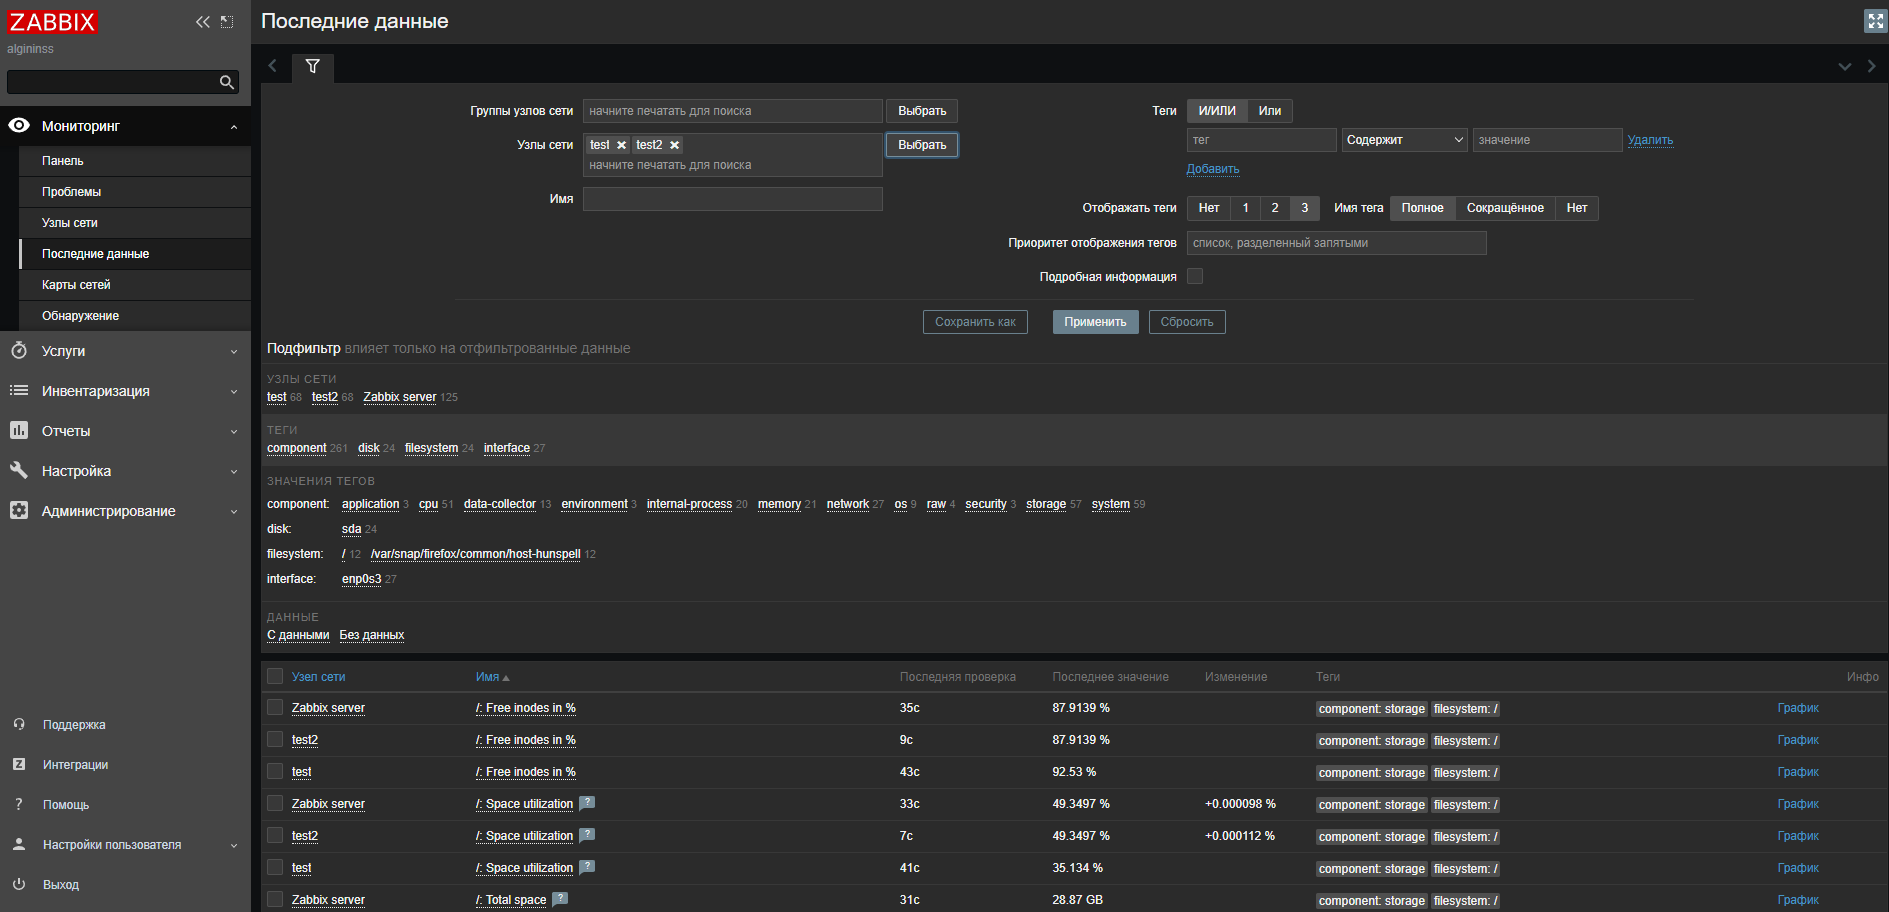 ZABBIX
algininss
Мониторинг
Панель
Проблемы
Узлы сети
Последние данные
Карты сетей
Обнаружение
Услуги
Инвентаризация
Отчеты
Настройка
Администрирование
Поддержка
Z Интеграции
? Помощь
Настройки пользователя
Выход
Последние данные
Группы узлов сети начните печатать для поиска Выбрать
Узлы сети test test2 Выбрать
начните печатать для поиска
Имя
Теги И/ИЛИ Или
тег Содержит значение Удалить
Добавить
Отображать теги Нет 1 2 3 Имя тега Полное Сокращённое Нет
Приоритет отображения тегов список, разделенный запятыми
Подробная информация
Сохранить как Применить Сбросить
Подфильтр влияет только на отфильтрованные данные
УЗЛЫ СЕТИ
test 68 test2 68 Zabbix server 125
ТЕГИ
component 261 disk 24 filesystem 24 interface 27
ЗНАЧЕНИЯ ТЕГОВ
component: application 3 cpu 51 data-collector 13 environment 3 internal-process 20 memory 21 network 27 os 9 raw 4 security 3 storage 57 system 59
disk: sda 24
filesystem: / 12 /var/snap/firefox/common/host-hunspell 12
interface: enp0s3 27
ДАННЫЕ
С данными Без данных
Узел сети Имя Последняя проверка Последнее значение Изменение Теги Инфо
Zabbix server /: Free inodes in % 35с 87.9139 % component: storage filesystem: / График
test2 /: Free inodes in % 9с 87.9139 % component: storage filesystem: / График
test /: Free inodes in % 43с 92.53 % component: storage filesystem: / График
Zabbix server /: Space utilization ? 33с 49.3497 % +0.000098 % component: storage filesystem: / График
test2 /: Space utilization ? 7с 49.3497 % +0.000112 % component: storage filesystem: / График
test /: Space utilization ? 41с 35.134 % component: storage filesystem: / График
Zabbix server /: Total space ? 31с 28.87 GB component: storage filesystem: / График